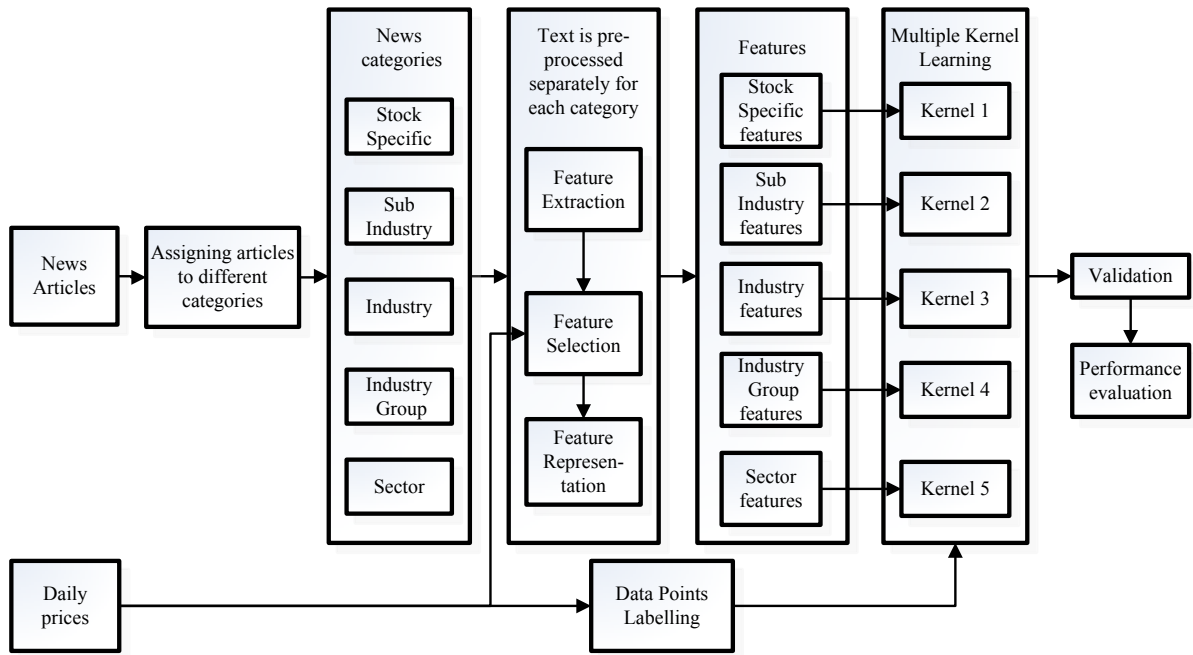 News
categories
Stock
Specific
Sub
Industry
Industry
Industry
Group
Sector
Text is pre-
processed
separately for
each category
Feature
Extraction
Feature
Selection
Feature
Represen-
tation
Features
Stock
Specific
features
Sub
Industry
features
Industry
features
Industry
Group
features
Sector
features
Multiple Kernel
Learning
Kernel 1
Kernel 2
Kernel 3
Kernel 4
Kernel 5
News
Articles
Assigning articles
to different
categories
Validation
Performance
evaluation
Daily
prices
Data Points
Labelling